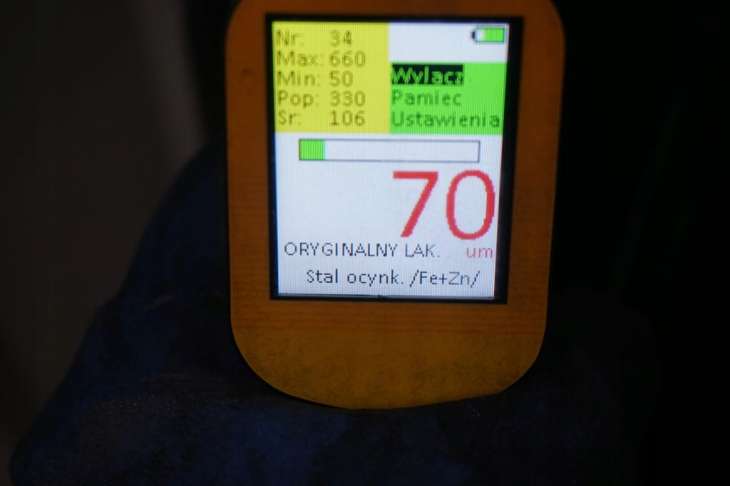 Nr: 34
Max: 660
Min: 50
Pop: 330
Sr: 106
Wylacz
Pamiec
Ustawienia
70
ORYGINALNY LAK. um
Stal ocynk. /Fe+Zn/